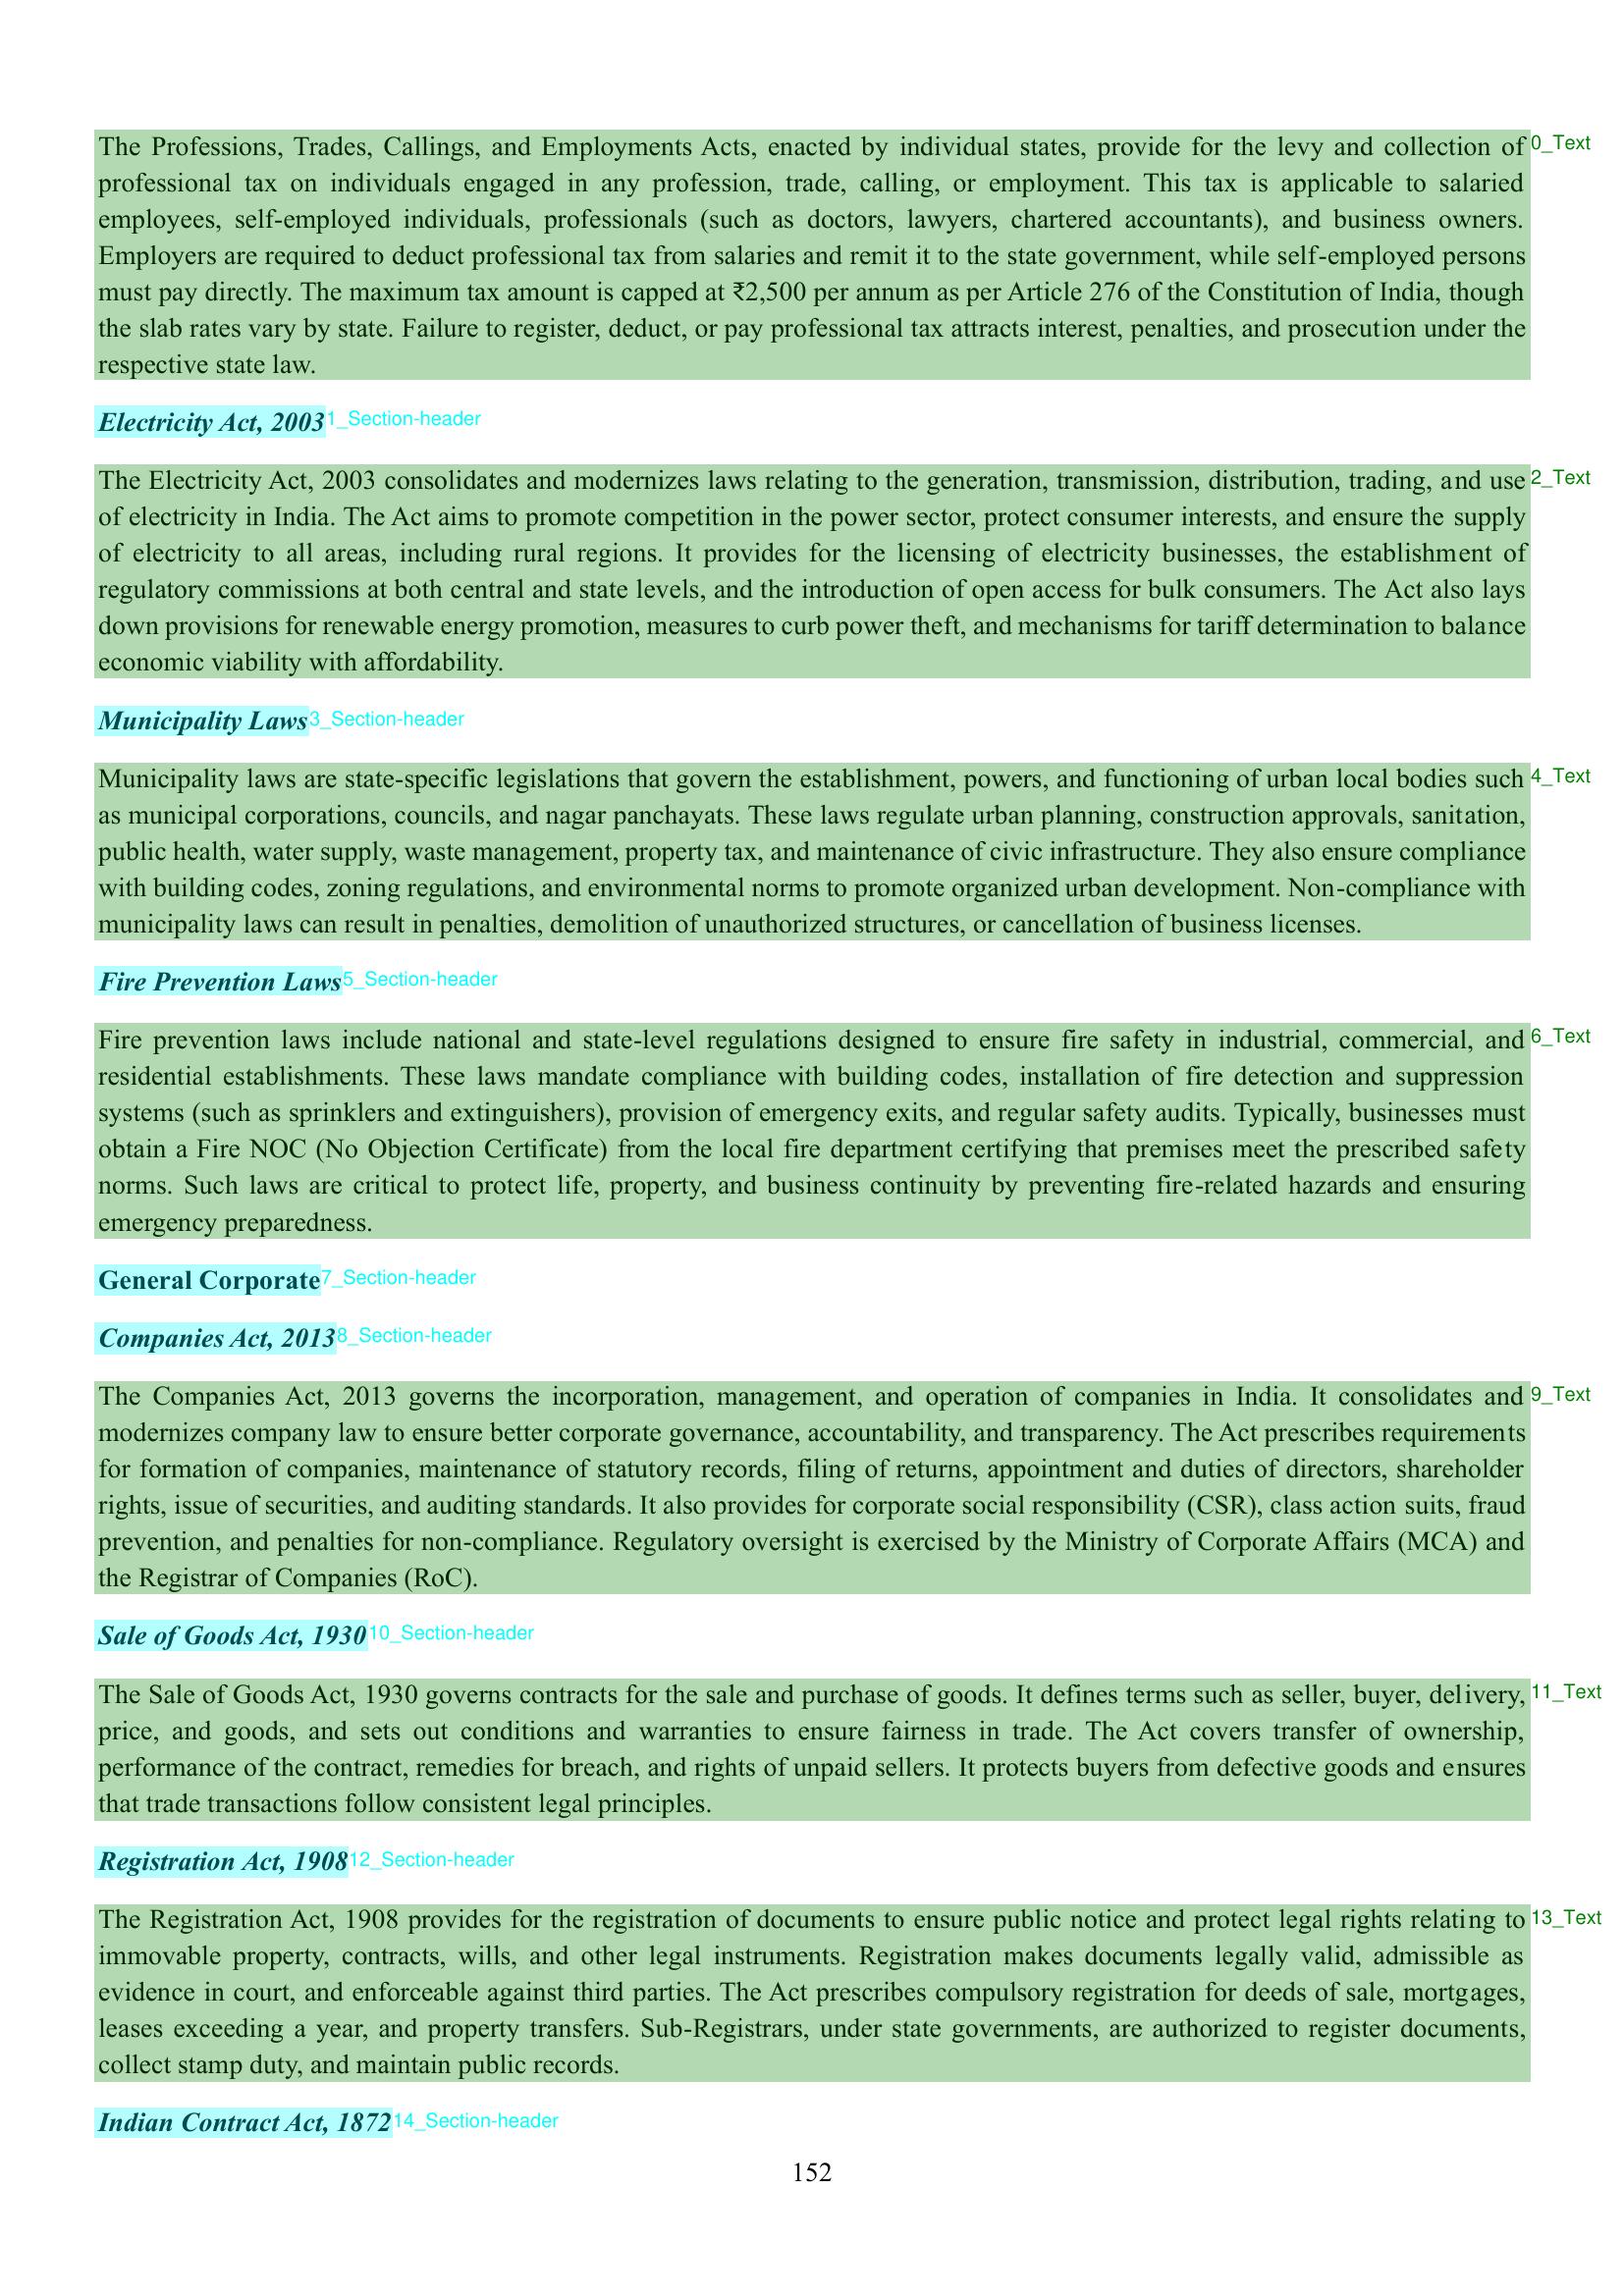 The Professions, Trades, Callings, and Employments Acts, enacted by individual states, provide for the levy and collection of 0_Text
professional tax on individuals engaged in any profession, trade, calling, or employment. This tax is applicable to salaried
employees, self-employed individuals, professionals (such as doctors, lawyers, chartered accountants), and business owners.
Employers are required to deduct professional tax from salaries and remit it to the state government, while self-employed persons
must pay directly. The maximum tax amount is capped at ₹2,500 per annum as per Article 276 of the Constitution of India, though
the slab rates vary by state. Failure to register, deduct, or pay professional tax attracts interest, penalties, and prosecution under the
respective state law.
Electricity Act, 2003 1_Section-header
The Electricity Act, 2003 consolidates and modernizes laws relating to the generation, transmission, distribution, trading, and use 2_Text
of electricity in India. The Act aims to promote competition in the power sector, protect consumer interests, and ensure the supply
of electricity to all areas, including rural regions. It provides for the licensing of electricity businesses, the establishment of
regulatory commissions at both central and state levels, and the introduction of open access for bulk consumers. The Act also lays
down provisions for renewable energy promotion, measures to curb power theft, and mechanisms for tariff determination to balance
economic viability with affordability.
Municipality Laws 3_Section-header
Municipality laws are state-specific legislations that govern the establishment, powers, and functioning of urban local bodies such 4_Text
as municipal corporations, councils, and nagar panchayats. These laws regulate urban planning, construction approvals, sanitation,
public health, water supply, waste management, property tax, and maintenance of civic infrastructure. They also ensure compliance
with building codes, zoning regulations, and environmental norms to promote organized urban development. Non-compliance with
municipality laws can result in penalties, demolition of unauthorized structures, or cancellation of business licenses.
Fire Prevention Laws 5_Section-header
Fire prevention laws include national and state-level regulations designed to ensure fire safety in industrial, commercial, and 6_Text
residential establishments. These laws mandate compliance with building codes, installation of fire detection and suppression
systems (such as sprinklers and extinguishers), provision of emergency exits, and regular safety audits. Typically, businesses must
obtain a Fire NOC (No Objection Certificate) from the local fire department certifying that premises meet the prescribed safety
norms. Such laws are critical to protect life, property, and business continuity by preventing fire-related hazards and ensuring
emergency preparedness.
General Corporate 7_Section-header
Companies Act, 2013 8_Section-header
The Companies Act, 2013 governs the incorporation, management, and operation of companies in India. It consolidates and 9_Text
modernizes company law to ensure better corporate governance, accountability, and transparency. The Act prescribes requirements
for formation of companies, maintenance of statutory records, filing of returns, appointment and duties of directors, shareholder
rights, issue of securities, and auditing standards. It also provides for corporate social responsibility (CSR), class action suits, fraud
prevention, and penalties for non-compliance. Regulatory oversight is exercised by the Ministry of Corporate Affairs (MCA) and
the Registrar of Companies (RoC).
Sale of Goods Act, 1930 10_Section-header
The Sale of Goods Act, 1930 governs contracts for the sale and purchase of goods. It defines terms such as seller, buyer, delivery, 11_Text
price, and goods, and sets out conditions and warranties to ensure fairness in trade. The Act covers transfer of ownership,
performance of the contract, remedies for breach, and rights of unpaid sellers. It protects buyers from defective goods and ensures
that trade transactions follow consistent legal principles.
Registration Act, 1908 12_Section-header
The Registration Act, 1908 provides for the registration of documents to ensure public notice and protect legal rights relating to 13_Text
immovable property, contracts, wills, and other legal instruments. Registration makes documents legally valid, admissible as
evidence in court, and enforceable against third parties. The Act prescribes compulsory registration for deeds of sale, mortgages,
leases exceeding a year, and property transfers. Sub-Registrars, under state governments, are authorized to register documents,
collect stamp duty, and maintain public records.
Indian Contract Act, 1872 14_Section-header
152